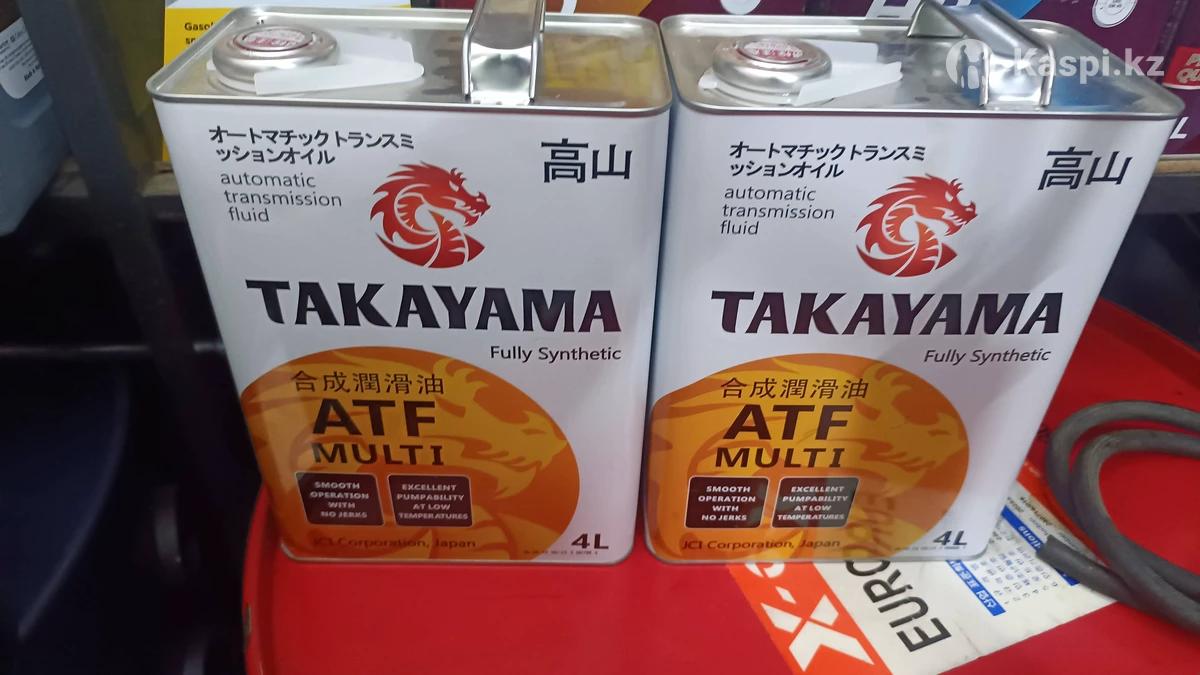 Kaspi.kz
オートマチックトランスミ
ッションオイル
automatic
transmission
fluid
高山
TAKAYAMA
Fully Synthetic
合成潤滑油
ATF
MULTI
SMOOTH
OPERATION
WITH
NO JERKS
EXCELLENT
PUMPABILITY
AT LOW
TEMPERATURES
JCI Corporation, Japan
4L
オートマチックトランスミ
ッションオイル
automatic
transmission
fluid
高山
TAKAYAMA
Fully Synthetic
合成潤滑油
ATF
MULTI
SMOOTH
OPERATION
WITH
NO JERKS
EXCELLENT
PUMPABILITY
AT LOW
TEMPERATURES
JCI Corporation, Japan
4L
e-X
EURO